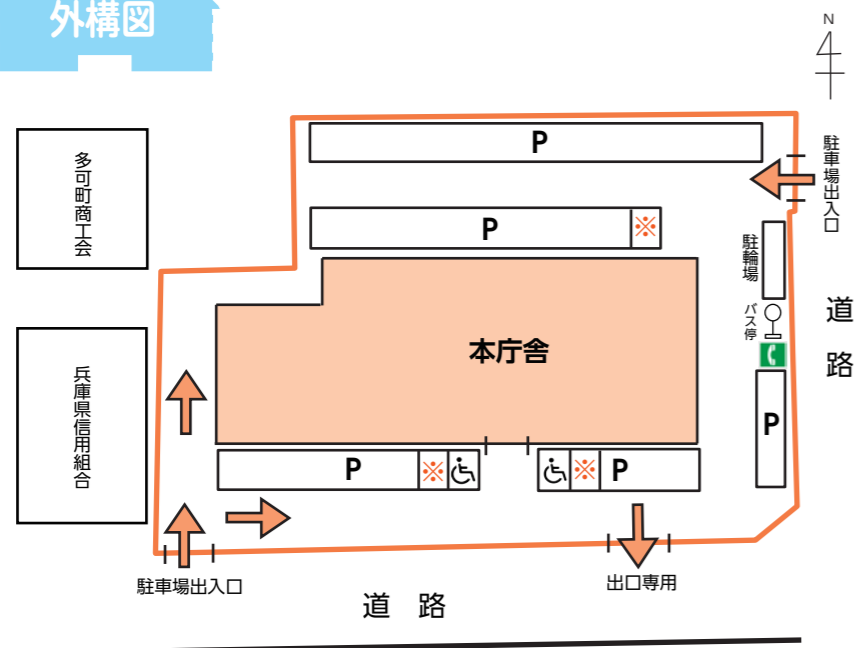 外構図
N
多可町商工会
P
駐車場出入口
P
※
駐輪場
バス停
道路
本庁舎
兵庫県信用組合
P
P
※
※
P
駐車場出入口
出口専用
道路